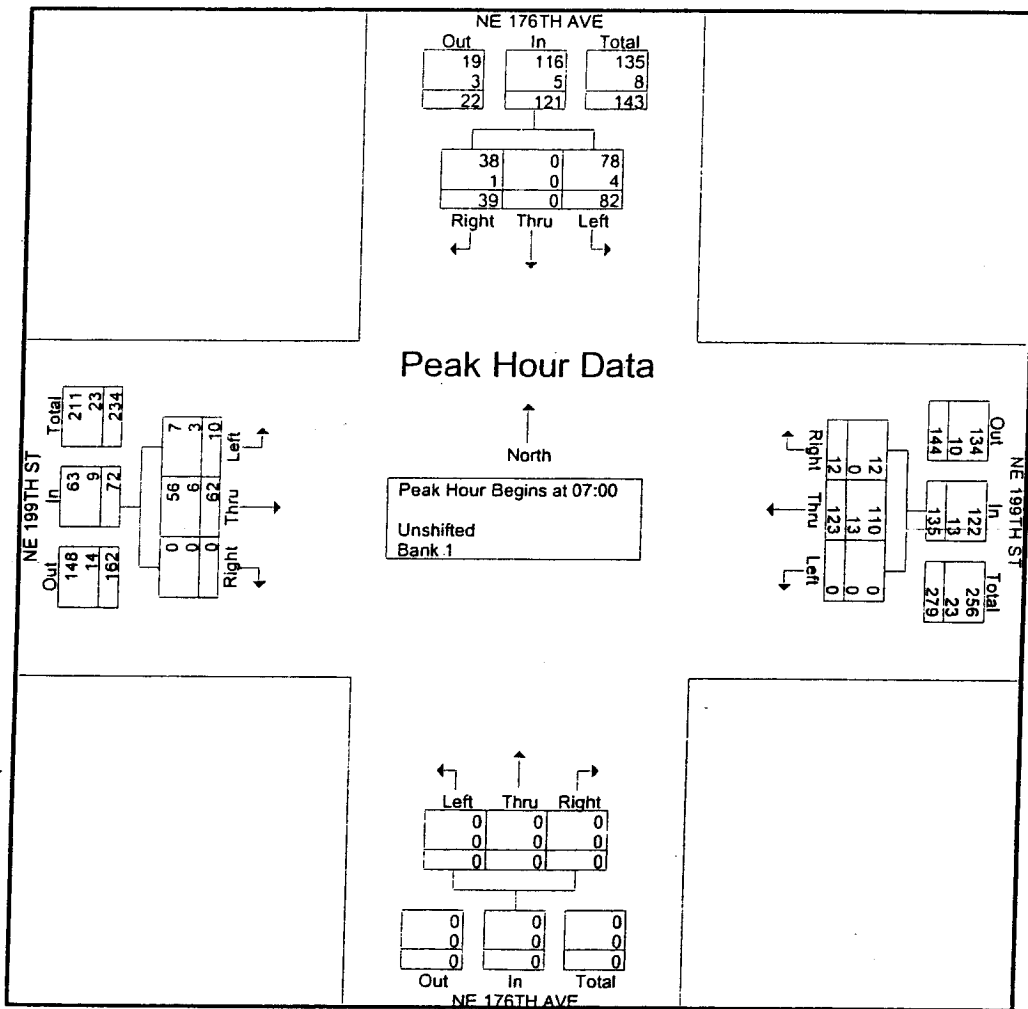 NE 176TH AVE
Out In Total
19 116 135
3 5 8
22 121 143
38 0 78
1 0 4
39 0 82
Right Thru Left
Peak Hour Data
North
Peak Hour Begins at 07:00
Unshifted
Bank 1
NE 199TH ST
Total In Out
211 63 148
23 9 14
234 72 162
7 56 0
3 6 0
10 62 0
Left Thru Right
NE 199TH ST
Out In Total
134 122 256
10 13 23
144 135 279
12 110 0
0 13 0
12 123 0
Right Thru Left
Left Thru Right
0 0 0
0 0 0
0 0 0
0 0 0
0 0 0
0 0 0
Out In Total
NE 176TH AVE